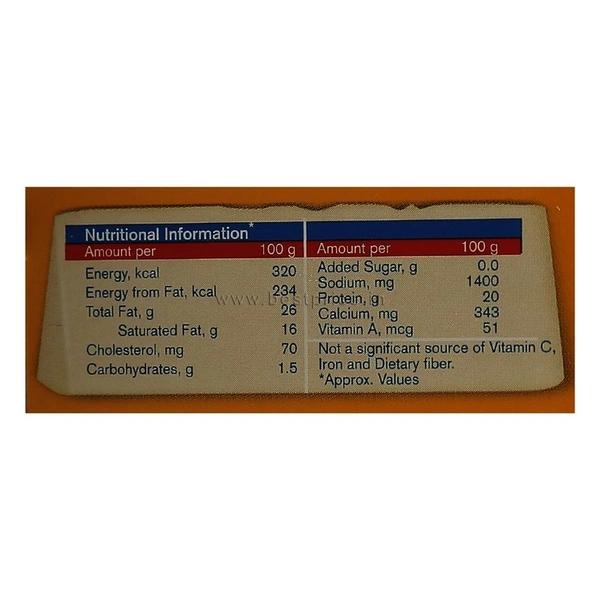 Nutritional Information*
Amount per 100 g
Energy, kcal 320
Energy from Fat, kcal 234
Total Fat, g 26
Saturated Fat, g 16
Cholesterol, mg 70
Carbohydrates, g 1.5
Amount per 100 g
Added Sugar, g 0.0
Sodium, mg 1400
Protein, g 20
Calcium, mg 343
Vitamin A, mcg 51
Not a significant source of Vitamin C,
Iron and Dietary fiber.
*Approx. Values